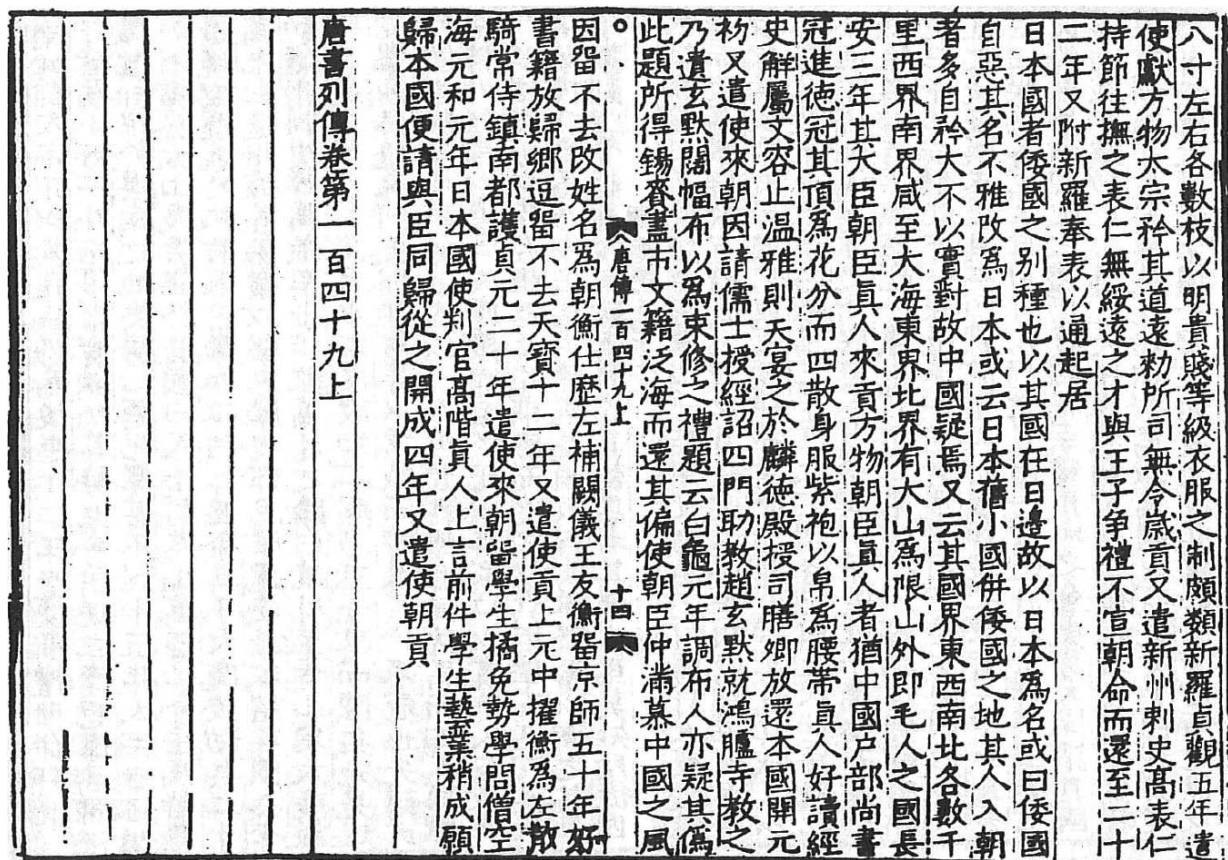 八寸左右各數枝以明貴賤等級衣服之制頗類新羅貞觀五年遣
使獻方物太宗矜其道遠勑所司無令歲貢又遣新州刺史髙表仁
持節往撫之表仁無綏遠之才與王子爭禮不宣朝命而還至二十
二年又附新羅奉表以通起居
日本國者倭國之别種也以其國在日邊故以日本爲名或曰倭國
自惡其名不雅改爲日本或云日本舊小國併倭國之地其人入朝
者多自矜大不以實對故中國疑焉又云其國界東西南北各數千
里西界南界咸至大海東界北界有大山爲限山外即毛人之國長
安三年其大臣朝臣眞人來貢方物朝臣眞人者猶中國户部尚書
冠進德冠其頂爲花分而四散身服紫袍以帛爲腰帶眞人好讀經
史解屬文容止温雅則天宴之於麟德殿授司膳卿放還本國開元
初又遣使來朝因請儒士授經詔四門助教趙玄默就鴻臚寺教之
乃遺玄默闊幅布以爲束修之禮題云白龜元年調布人亦疑其僞
此題所得錫賚盡市文籍泛海而還其偏使朝臣仲滿慕中國之風
唐傳一百四十九上 十四
因留不去改姓名爲朝衡仕歷左補闕儀王友衡留京師五十年好
書籍放歸鄉逗留不去天寶十二年又遣使貢上元中擢衡爲左散
騎常侍鎮南都護貞元二十年遣使來朝留學生橘免勢學問僧空
海元和元年日本國使判官髙階眞人上言前件學生藝業稍成願
歸本國便請與臣同歸從之開成四年又遣使朝貢
唐書列傳卷第一百四十九上